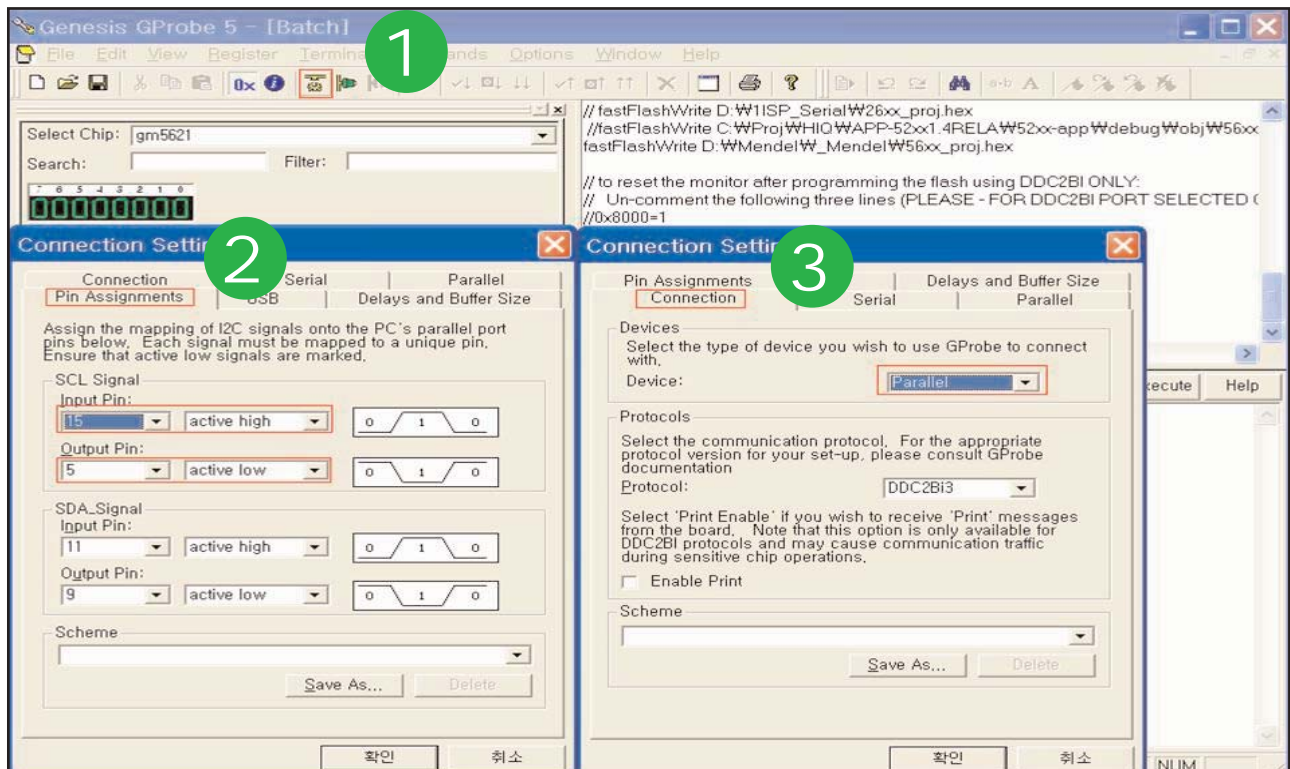 Genesis GProbe 5 - [Batch]
1
File Edit View Register Termina ands Options Window Help
0x
Select Chip: gm5621
Search: Filter:
7 6 5 4 3 2 1 0
00000000
//fastFlashWrite D:₩1ISP_Serial₩26xx_proj.hex
//fastFlashWrite C:₩Proj₩HIQ₩APP-52xx1.4RELA₩52xx-app₩debug₩obj₩56xx
fastFlashWrite D:₩Mendel₩_Mendel₩56xx_proj.hex
// to reset the monitor after programming the flash using DDC2BI ONLY:
// Un-comment the following three lines (PLEASE - FOR DDC2BI PORT SELECTED (
//0x8000=1
Connection Settin
2
Connection Serial Parallel
Pin Assignments USB Delays and Buffer Size
Assign the mapping of I2C signals onto the PC's parallel port
pins below, Each signal must be mapped to a unique pin,
Ensure that active low signals are marked,
SCL Signal
Input Pin:
15 active high 0 1 0
Output Pin:
5 active low 0 1 0
SDA_Signal
Input Pin:
11 active high 0 1 0
Output Pin:
9 active low 0 1 0
Scheme
Save As... Delete
확인 취소
Connection Settin
3
Pin Assignments Delays and Buffer Size
Connection Serial Parallel
Devices
Select the type of device you wish to use GProbe to connect
with,
Device: Parallel
Protocols
Select the communication protocol, For the appropriate
protocol version for your set-up, please consult GProbe
documentation
Protocol: DDC2Bi3
Select 'Print Enable' if you wish to receive 'Print' messages
from the board, Note that this option is only available for
DDC2BI protocols and may cause communication traffic
during sensitive chip operations,
Enable Print
Scheme
Save As... Delete
확인 취소
ecute Help
NUM